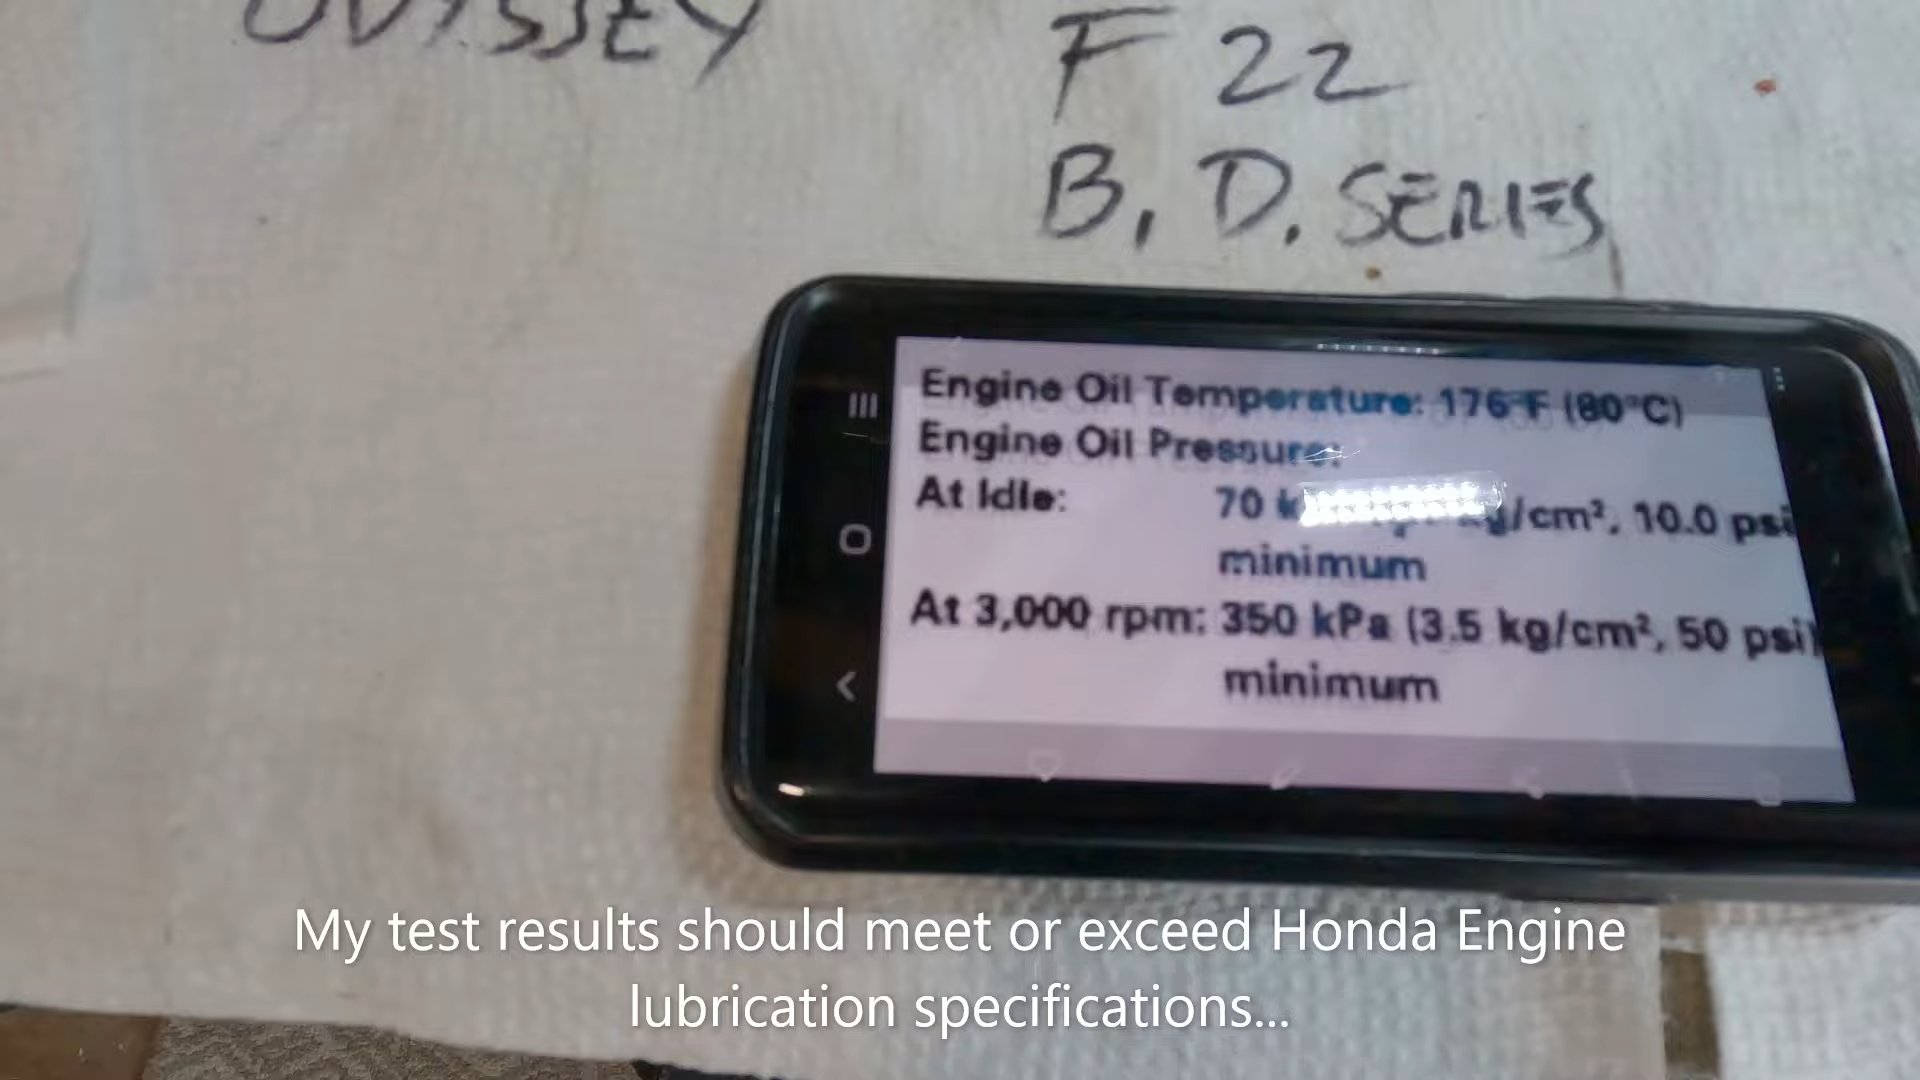 ODYSSEY
F 22
B, D. SERIES
Engine Oil Temperature: 176°F (80°C)
Engine Oil Pressure:
At Idle: 70 /cm², 10.0 psi
minimum
At 3,000 rpm: 350 kPa (3.5 kg/cm², 50 psi)
minimum
My test results should meet or exceed Honda Engine
lubrication specifications...